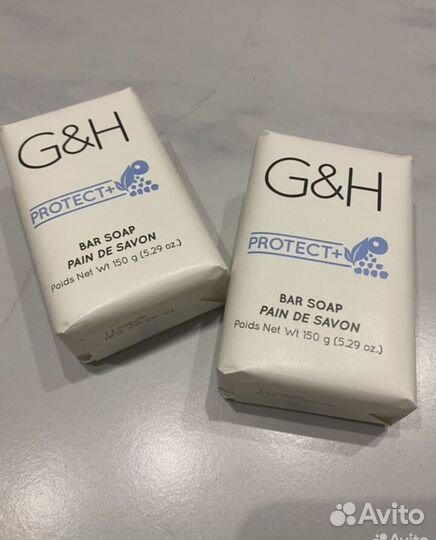 G&H
PROTECT+
BAR SOAP
PAIN DE SAVON
Poids Net Wt 150 g (5.29 oz.)
G&H
PROTECT+
BAR SOAP
PAIN DE SAVON
Poids Net Wt 150 g (5.29 oz.)
Avito
Avito